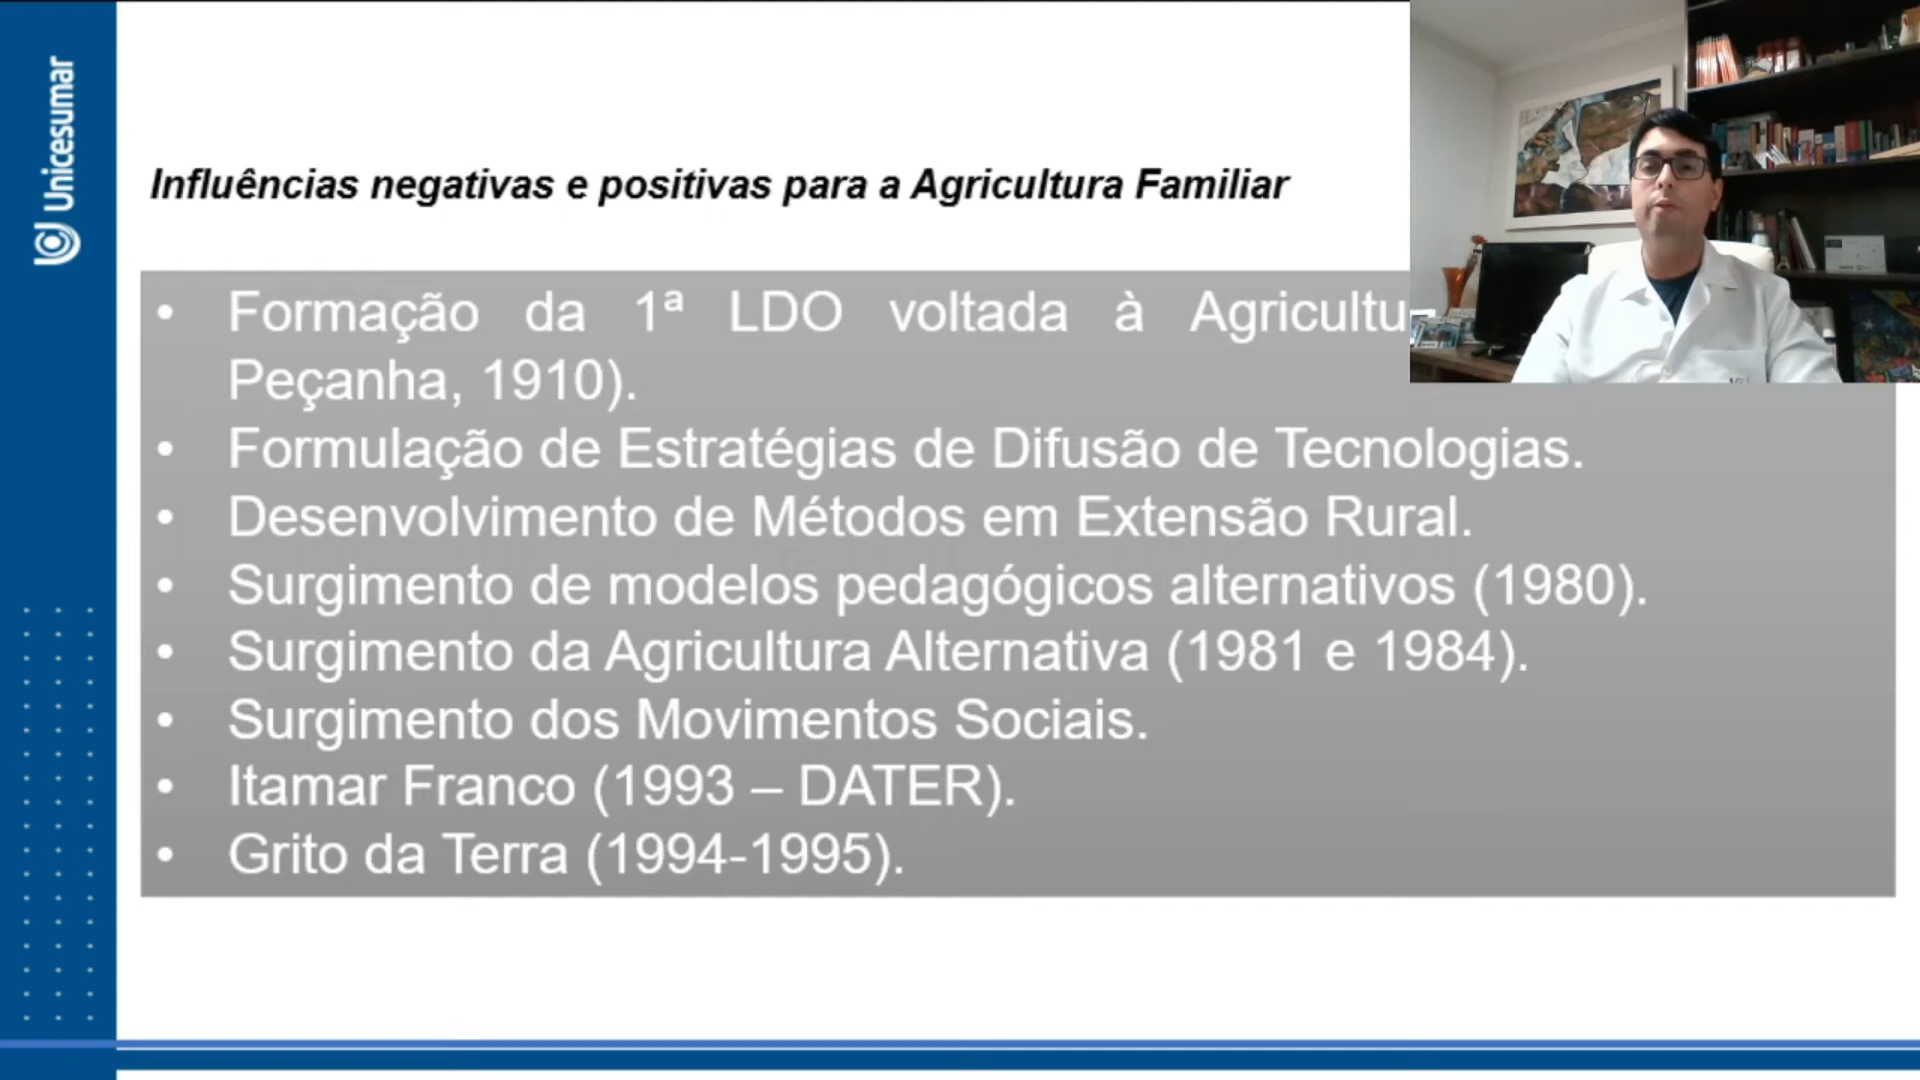 Unicesumar
Influências negativas e positivas para a Agricultura Familiar
• Formação da 1ª LDO voltada à
Peçanha, 1910).
• Formulação de Estratégias de Difusão de Tecnologias.
• Desenvolvimento de Métodos em Extensão Rural.
• Surgimento de modelos pedagógicos alternativos (1980).
• Surgimento da Agricultura Alternativa (1981 e 1984).
• Surgimento dos Movimentos Sociais.
• Itamar Franco (1993 – DATER).
• Grito da Terra (1994-1995).